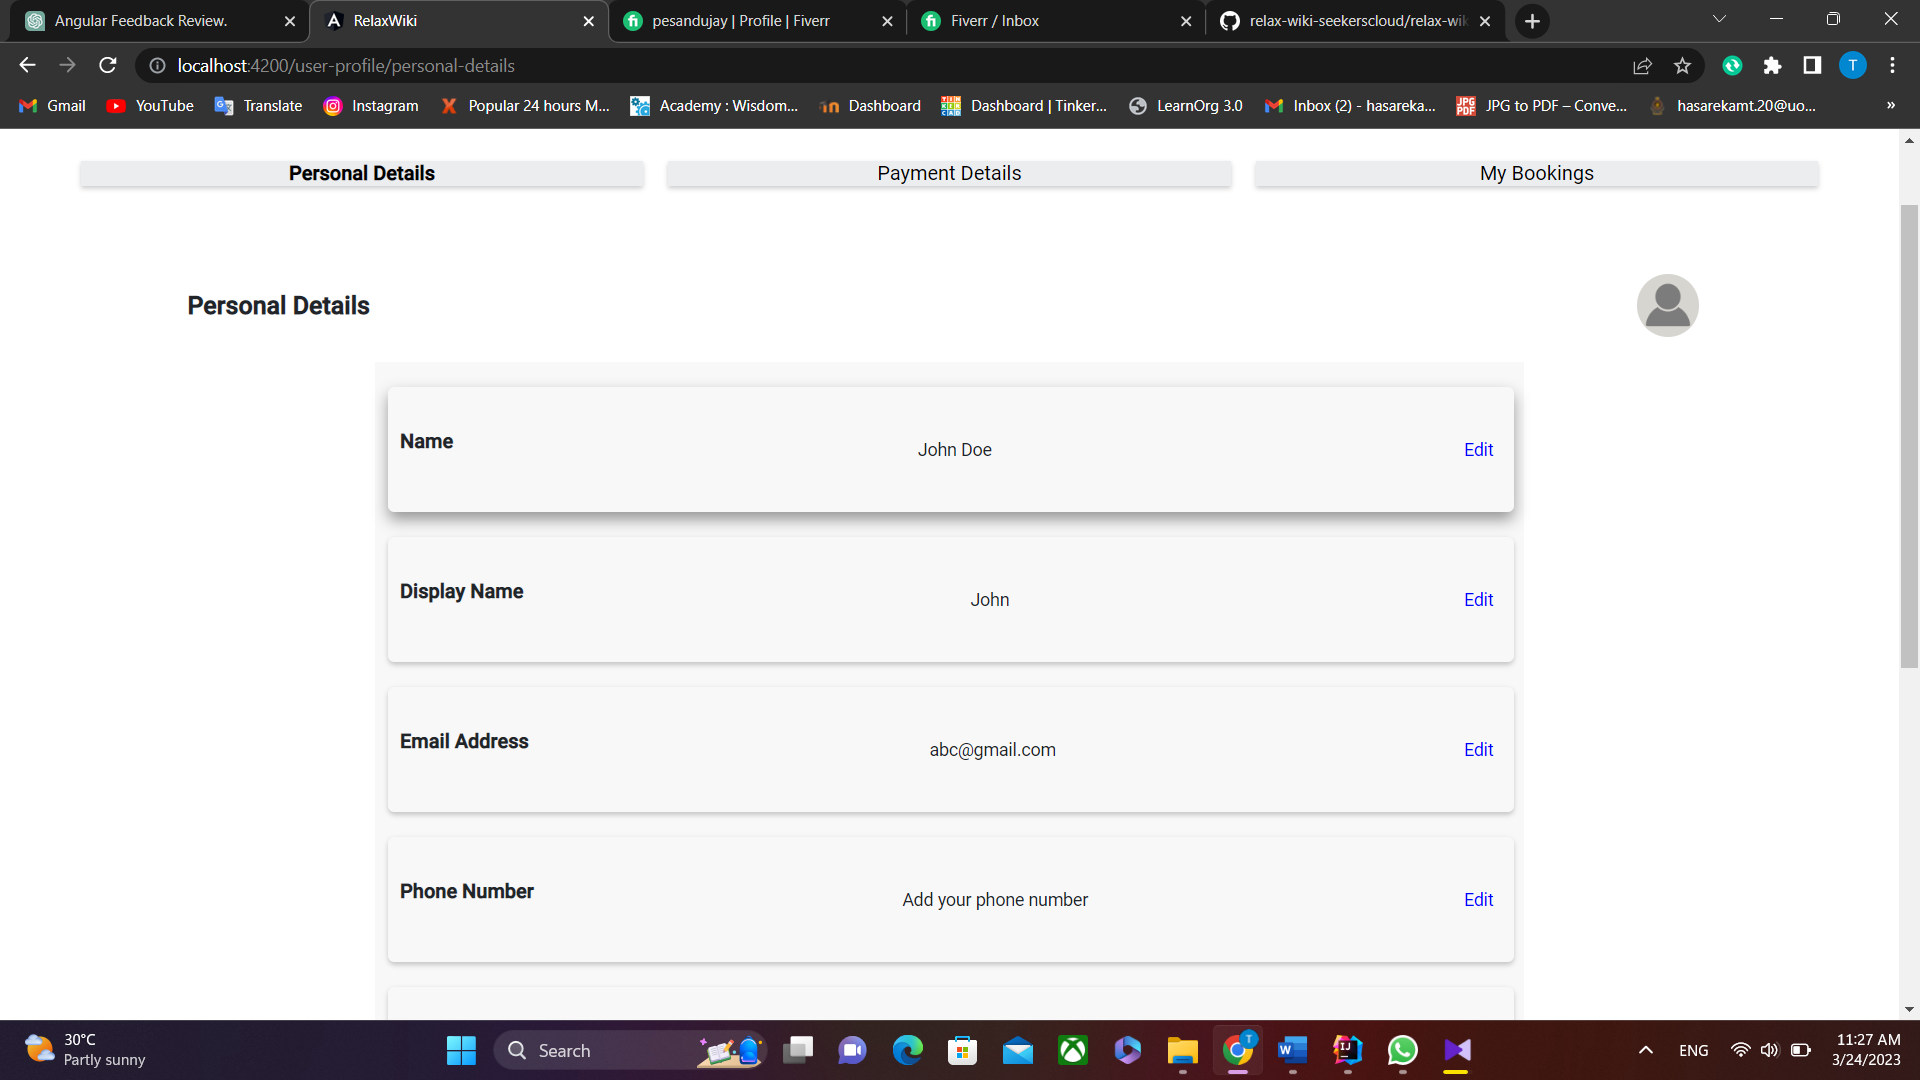 Angular Feedback Review.
RelaxWiki
pesandujay | Profile | Fiverr
Fiverr / Inbox
relax-wiki-seekerscloud/relax-wik
localhost:4200/user-profile/personal-details
T
Gmail
YouTube
Translate
Instagram
Popular 24 hours M...
Academy : Wisdom...
Dashboard
Dashboard | Tinker...
LearnOrg 3.0
Inbox (2) - hasareka...
JPG to PDF – Conve...
hasarekamt.20@uo...
»
Personal Details
Payment Details
My Bookings
Personal Details
Name
John Doe
Edit
Display Name
John
Edit
Email Address
abc@gmail.com
Edit
Phone Number
Add your phone number
Edit
30°C
Partly sunny
Search
ENG
11:27 AM
3/24/2023